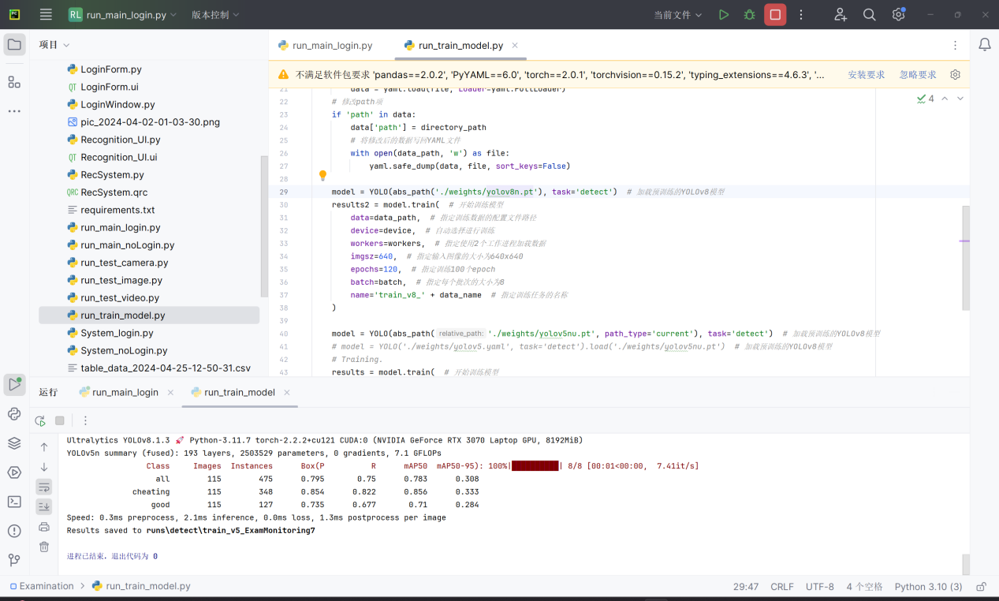 RL run_main_login.py 版本控制 当前文件
项目
run_main_login.py run_train_model.py
LoginForm.py
LoginForm.ui
LoginWindow.py
pic_2024-04-02-01-03-30.png
Recognition_UI.py
Recognition_UI.ui
RecSystem.py
RecSystem.qrc
requirements.txt
run_main_login.py
run_main_noLogin.py
run_test_camera.py
run_test_image.py
run_test_video.py
run_train_model.py
System_login.py
System_noLogin.py
table_data_2024-04-25-12-50-31.csv
不满足软件包要求 'pandas==2.0.2', 'PyYAML==6.0', 'torch==2.0.1', 'torchvision==0.15.2', 'typing_extensions==4.6.3', '... 安装要求 忽略要求
4
21 data = yaml.load(file, Loader=yaml.FullLoader)
22 # 修改path项
23 if 'path' in data:
24 data['path'] = directory_path
25 # 将修改后的数据写回YAML文件
26 with open(data_path, 'w') as file:
27 yaml.safe_dump(data, file, sort_keys=False)
28
29 model = YOLO(abs_path('./weights/yolov8n.pt'), task='detect') # 加载预训练的YOLOv8模型
30 results2 = model.train( # 开始训练模型
31 data=data_path, # 指定训练数据的配置文件路径
32 device=device, # 自动选择进行训练
33 workers=workers, # 指定使用2个工作进程加载数据
34 imgsz=640, # 指定输入图像的大小为640x640
35 epochs=120, # 指定训练100个epoch
36 batch=batch, # 指定每个批次的大小为8
37 name='train_v8_' + data_name # 指定训练任务的名称
38 )
39
40 model = YOLO(abs_path( relative_path: './weights/yolov5nu.pt', path_type='current'), task='detect') # 加载预训练的YOLOv8模型
41 # model = YOLO('./weights/yolov5.yaml', task='detect').load('./weights/yolov5nu.pt') # 加载预训练的YOLOv8模型
42 # Training.
43 results = model.train( # 开始训练模型
运行 run_main_login run_train_model
Ultralytics YOLOv8.1.3 🚀 Python-3.11.7 torch-2.2.2+cu121 CUDA:0 (NVIDIA GeForce RTX 3070 Laptop GPU, 8192MiB)
YOLOv5n summary (fused): 193 layers, 2503529 parameters, 0 gradients, 7.1 GFLOPs
Class Images Instances Box(P R mAP50 mAP50-95): 100%|██████████| 8/8 [00:01<00:00, 7.41it/s]
all 115 475 0.795 0.75 0.783 0.308
cheating 115 348 0.854 0.822 0.856 0.333
good 115 127 0.735 0.677 0.71 0.284
Speed: 0.3ms preprocess, 2.1ms inference, 0.0ms loss, 1.3ms postprocess per image
Results saved to runs\detect\train_v5_ExamMonitoring7
进程已结束，退出代码为 0
Examination run_train_model.py 29:47 CRLF UTF-8 4 个空格 Python 3.10 (3)